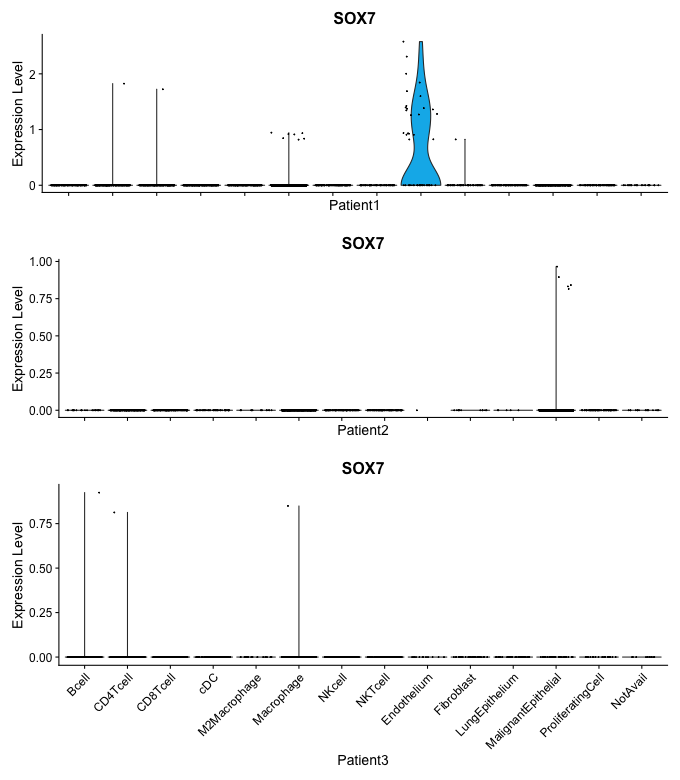 SOX7
Expression Level
2
1
0
Patient1
SOX7
Expression Level
1.00
0.75
0.50
0.25
0.00
Patient2
SOX7
Expression Level
0.75
0.50
0.25
0.00
Bcell
CD4Tcell
CD8Tcell
cDC
M2Macrophage
Macrophage
NKcell
NKTcell
Endothelium
Fibroblast
LungEpithelium
MalignantEpithelial
ProliferatingCell
NotAvail
Patient3